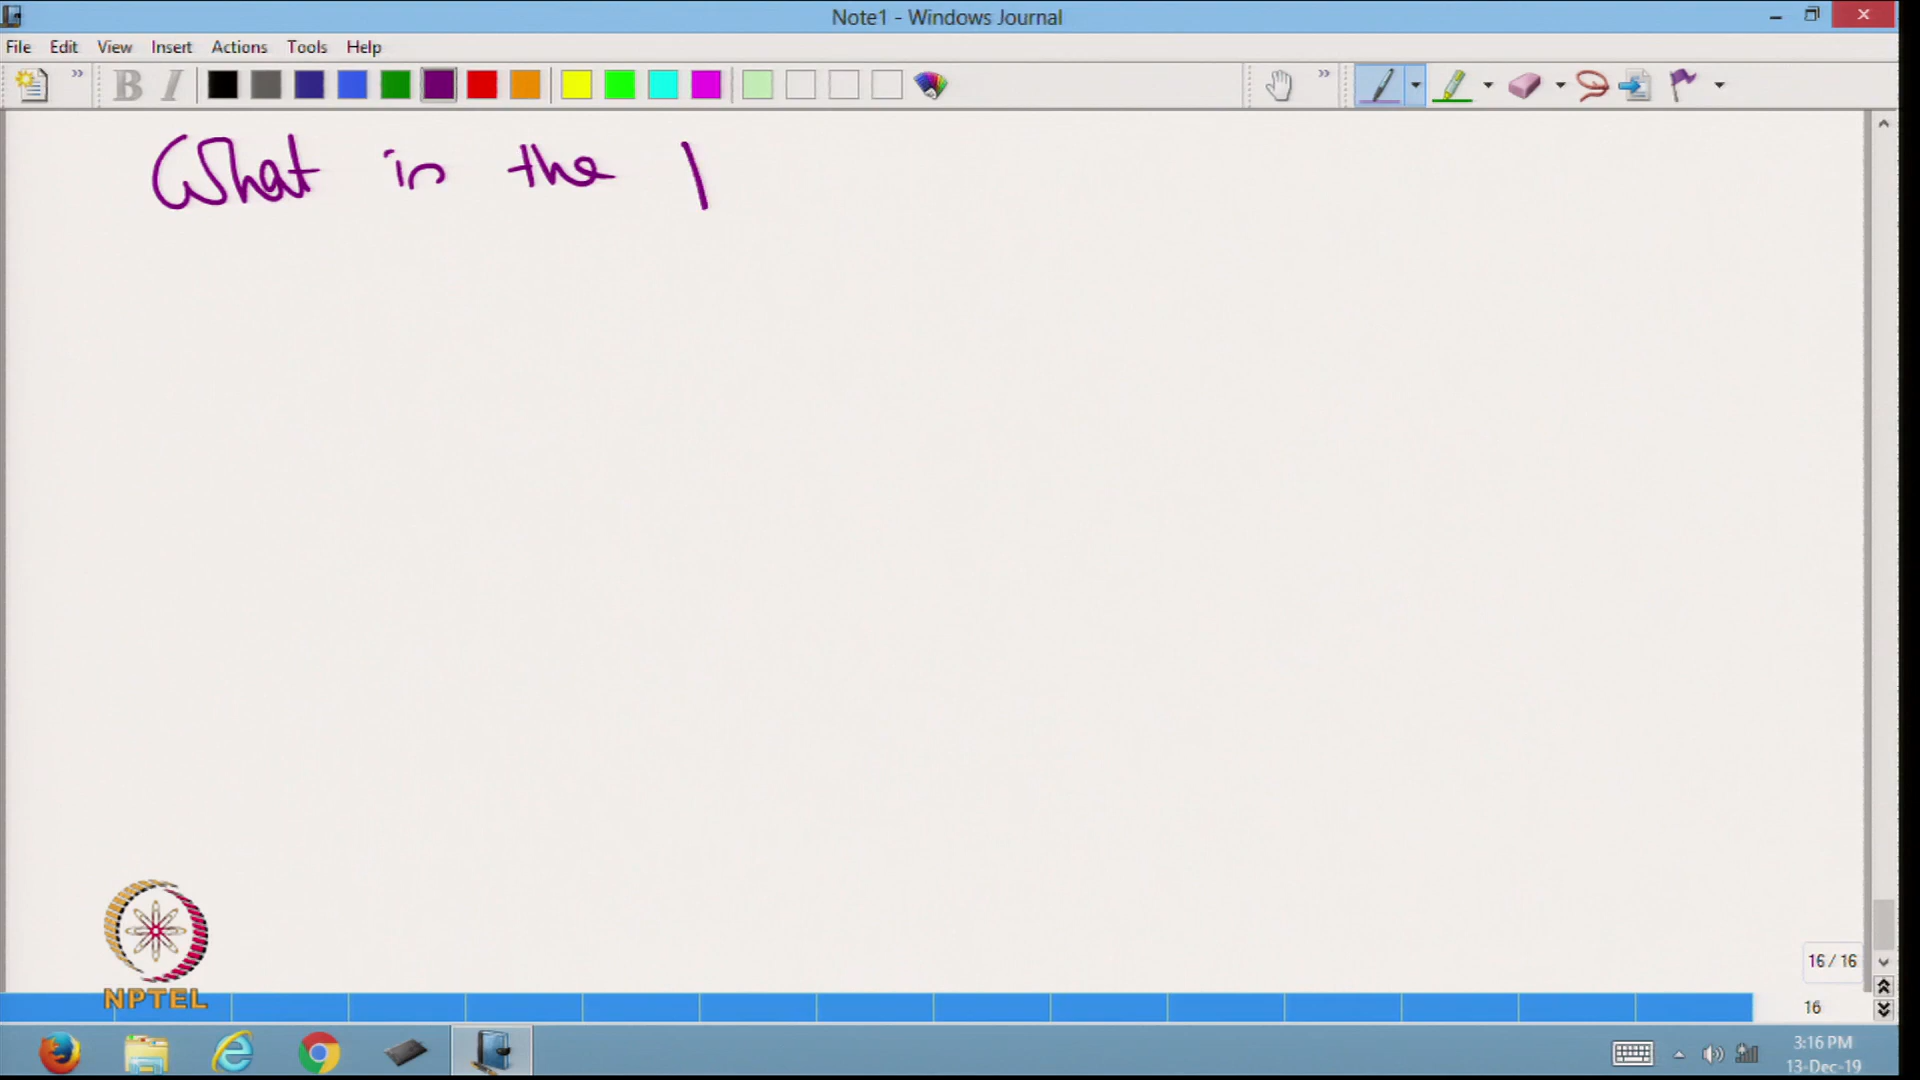 Note1 - Windows Journal
File Edit View Insert Actions Tools Help
B I
What is the
16 / 16
NPTEL
16
3:16 PM
13-Dec-19